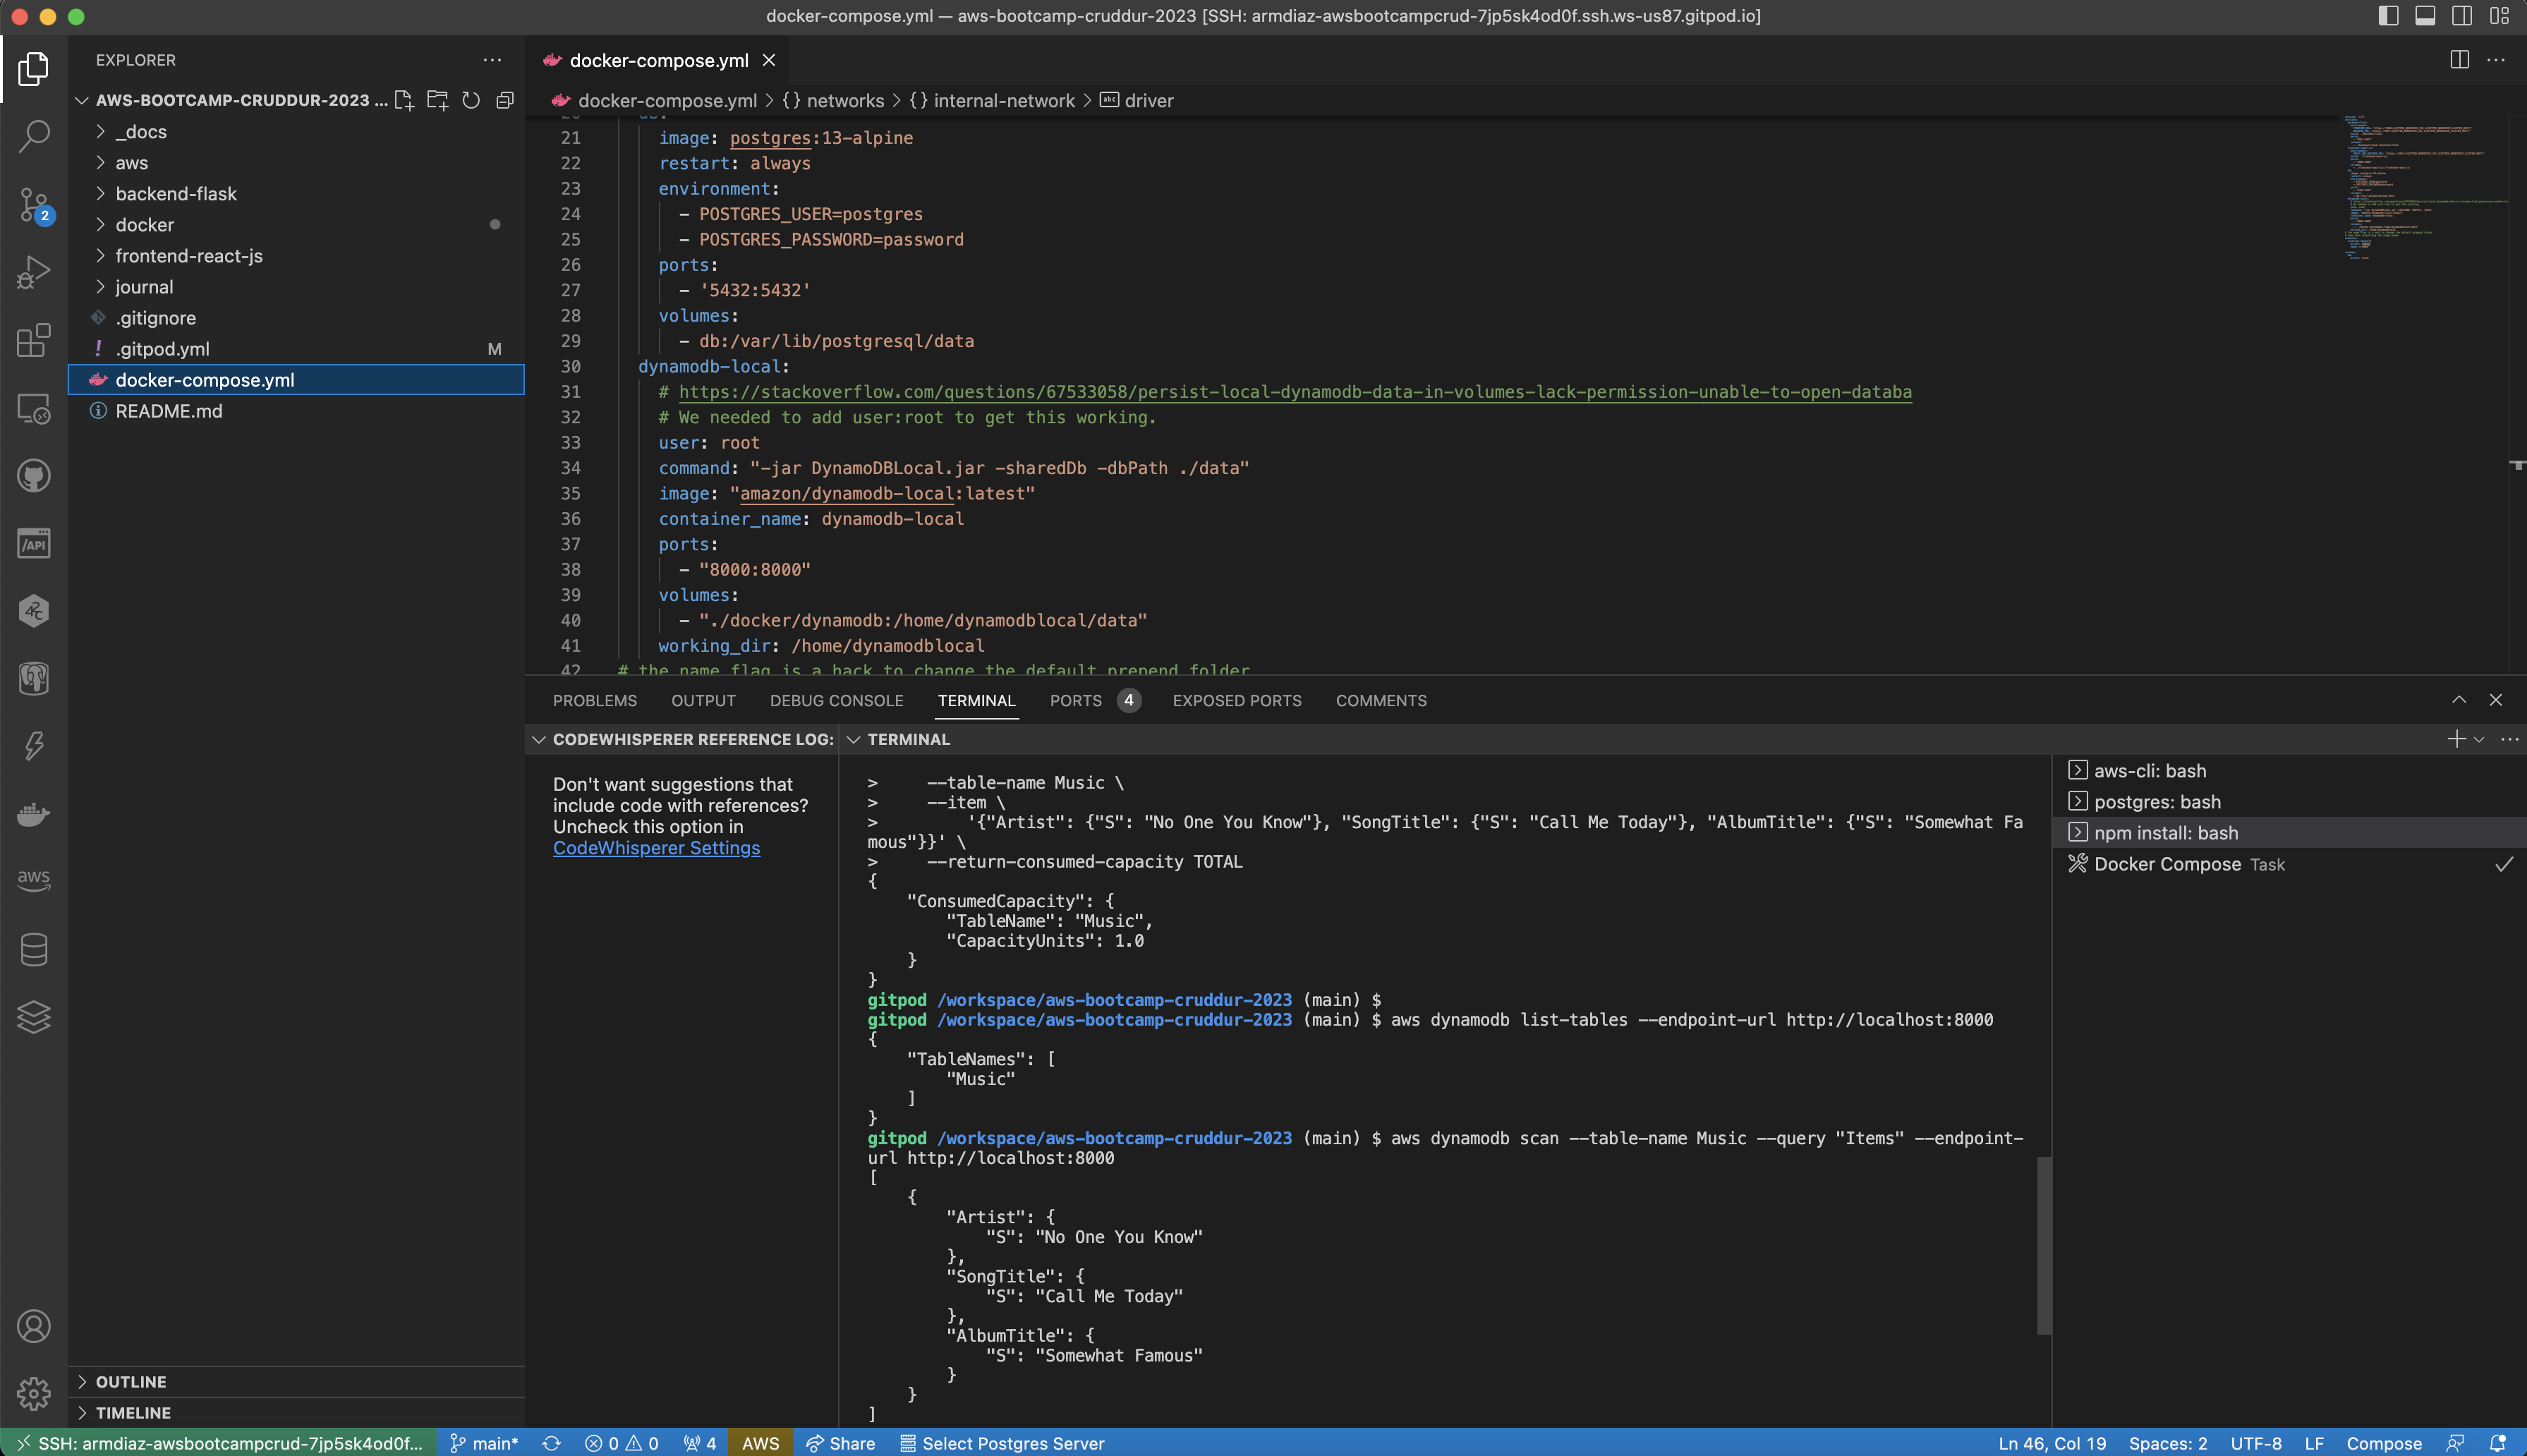 docker-compose.yml — aws-bootcamp-cruddur-2023 [SSH: armdiaz-awsbootcampcrud-7jp5sk4od0f.ssh.ws-us87.gitpod.io]
EXPLORER
AWS-BOOTCAMP-CRUDDUR-2023 ...
_docs
aws
backend-flask
docker
frontend-react-js
journal
.gitignore
.gitpod.yml M
docker-compose.yml
README.md
OUTLINE
TIMELINE
2
/API
42c
aws
docker-compose.yml
docker-compose.yml > {} networks > {} internal-network > abc driver
20 db:
21 image: postgres:13-alpine
22 restart: always
23 environment:
24 - POSTGRES_USER=postgres
25 - POSTGRES_PASSWORD=password
26 ports:
27 - '5432:5432'
28 volumes:
29 - db:/var/lib/postgresql/data
30 dynamodb-local:
31 # https://stackoverflow.com/questions/67533058/persist-local-dynamodb-data-in-volumes-lack-permission-unable-to-open-databa
32 # We needed to add user:root to get this working.
33 user: root
34 command: "-jar DynamoDBLocal.jar -sharedDb -dbPath ./data"
35 image: "amazon/dynamodb-local:latest"
36 container_name: dynamodb-local
37 ports:
38 - "8000:8000"
39 volumes:
40 - "./docker/dynamodb:/home/dynamodblocal/data"
41 working_dir: /home/dynamodblocal
42 # the name flag is a hack to change the default prepend folder
PROBLEMS OUTPUT DEBUG CONSOLE TERMINAL PORTS 4 EXPOSED PORTS COMMENTS
CODEWHISPERER REFERENCE LOG:
Don't want suggestions that
include code with references?
Uncheck this option in
CodeWhisperer Settings
TERMINAL
> --table-name Music \
> --item \
> '{"Artist": {"S": "No One You Know"}, "SongTitle": {"S": "Call Me Today"}, "AlbumTitle": {"S": "Somewhat Fa
mous"}}' \
> --return-consumed-capacity TOTAL
{
"ConsumedCapacity": {
"TableName": "Music",
"CapacityUnits": 1.0
}
}
gitpod /workspace/aws-bootcamp-cruddur-2023 (main) $
gitpod /workspace/aws-bootcamp-cruddur-2023 (main) $ aws dynamodb list-tables --endpoint-url http://localhost:8000
{
"TableNames": [
"Music"
]
}
gitpod /workspace/aws-bootcamp-cruddur-2023 (main) $ aws dynamodb scan --table-name Music --query "Items" --endpoint-
url http://localhost:8000
[
{
"Artist": {
"S": "No One You Know"
},
"SongTitle": {
"S": "Call Me Today"
},
"AlbumTitle": {
"S": "Somewhat Famous"
}
}
]
aws-cli: bash
postgres: bash
npm install: bash
Docker Compose Task
SSH: armdiaz-awsbootcampcrud-7jp5sk4od0f... main* 0 0 4 AWS Share Select Postgres Server Ln 46, Col 19 Spaces: 2 UTF-8 LF Compose